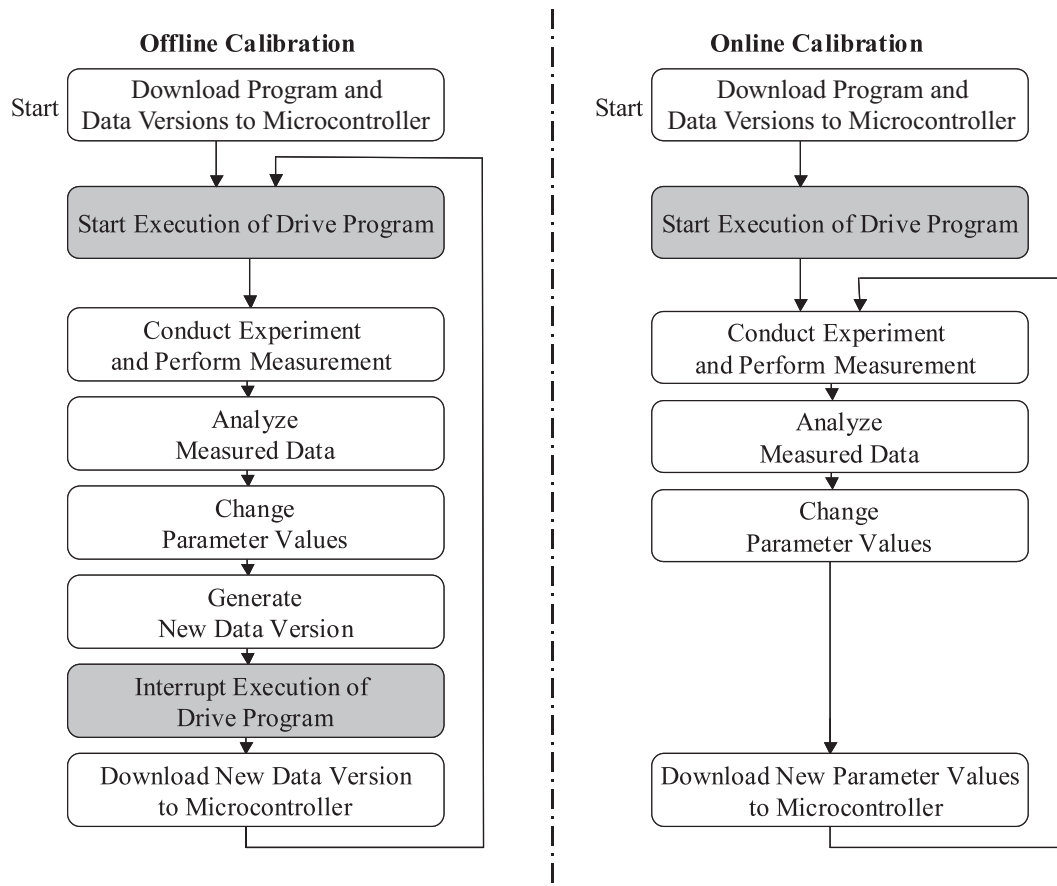 Offline Calibration
Start
Download Program and
Data Versions to Microcontroller
Start Execution of Drive Program
Conduct Experiment
and Perform Measurement
Analyze
Measured Data
Change
Parameter Values
Generate
New Data Version
Interrupt Execution of
Drive Program
Download New Data Version
to Microcontroller
Online Calibration
Start
Download Program and
Data Versions to Microcontroller
Start Execution of Drive Program
Conduct Experiment
and Perform Measurement
Analyze
Measured Data
Change
Parameter Values
Download New Parameter Values
to Microcontroller